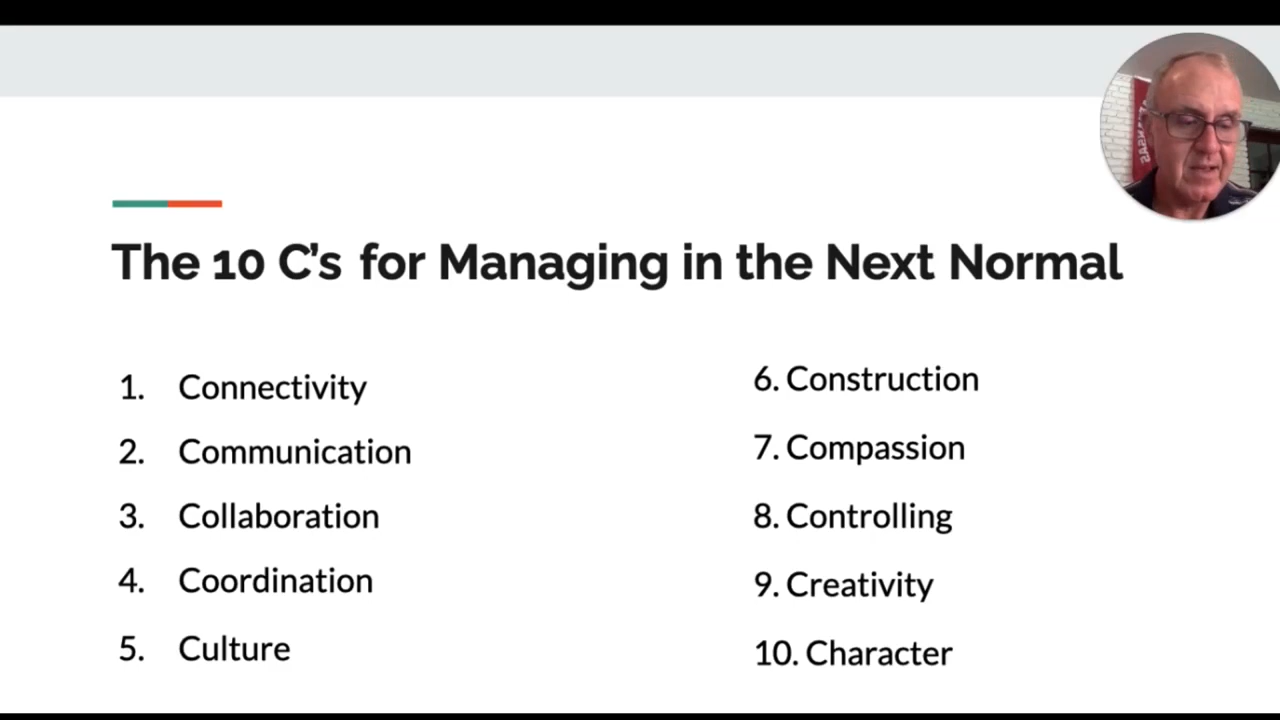 The 10 C’s for Managing in the Next Normal
1. Connectivity
2. Communication
3. Collaboration
4. Coordination
5. Culture
6. Construction
7. Compassion
8. Controlling
9. Creativity
10. Character